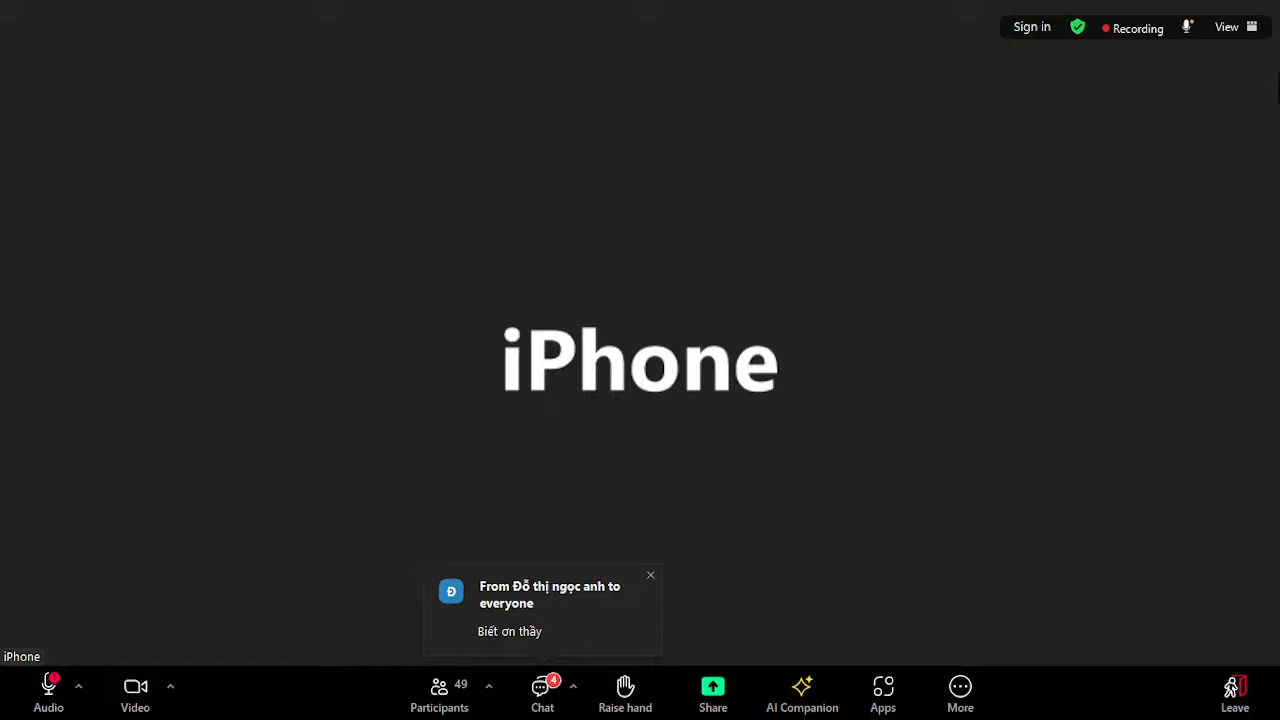 Sign in
Recording
View
iPhone
Đ
From Đỗ thị ngọc anh to
everyone
Biết ơn thầy
iPhone
Audio
Video
49
Participants
4
Chat
Raise hand
Share
AI Companion
Apps
More
Leave